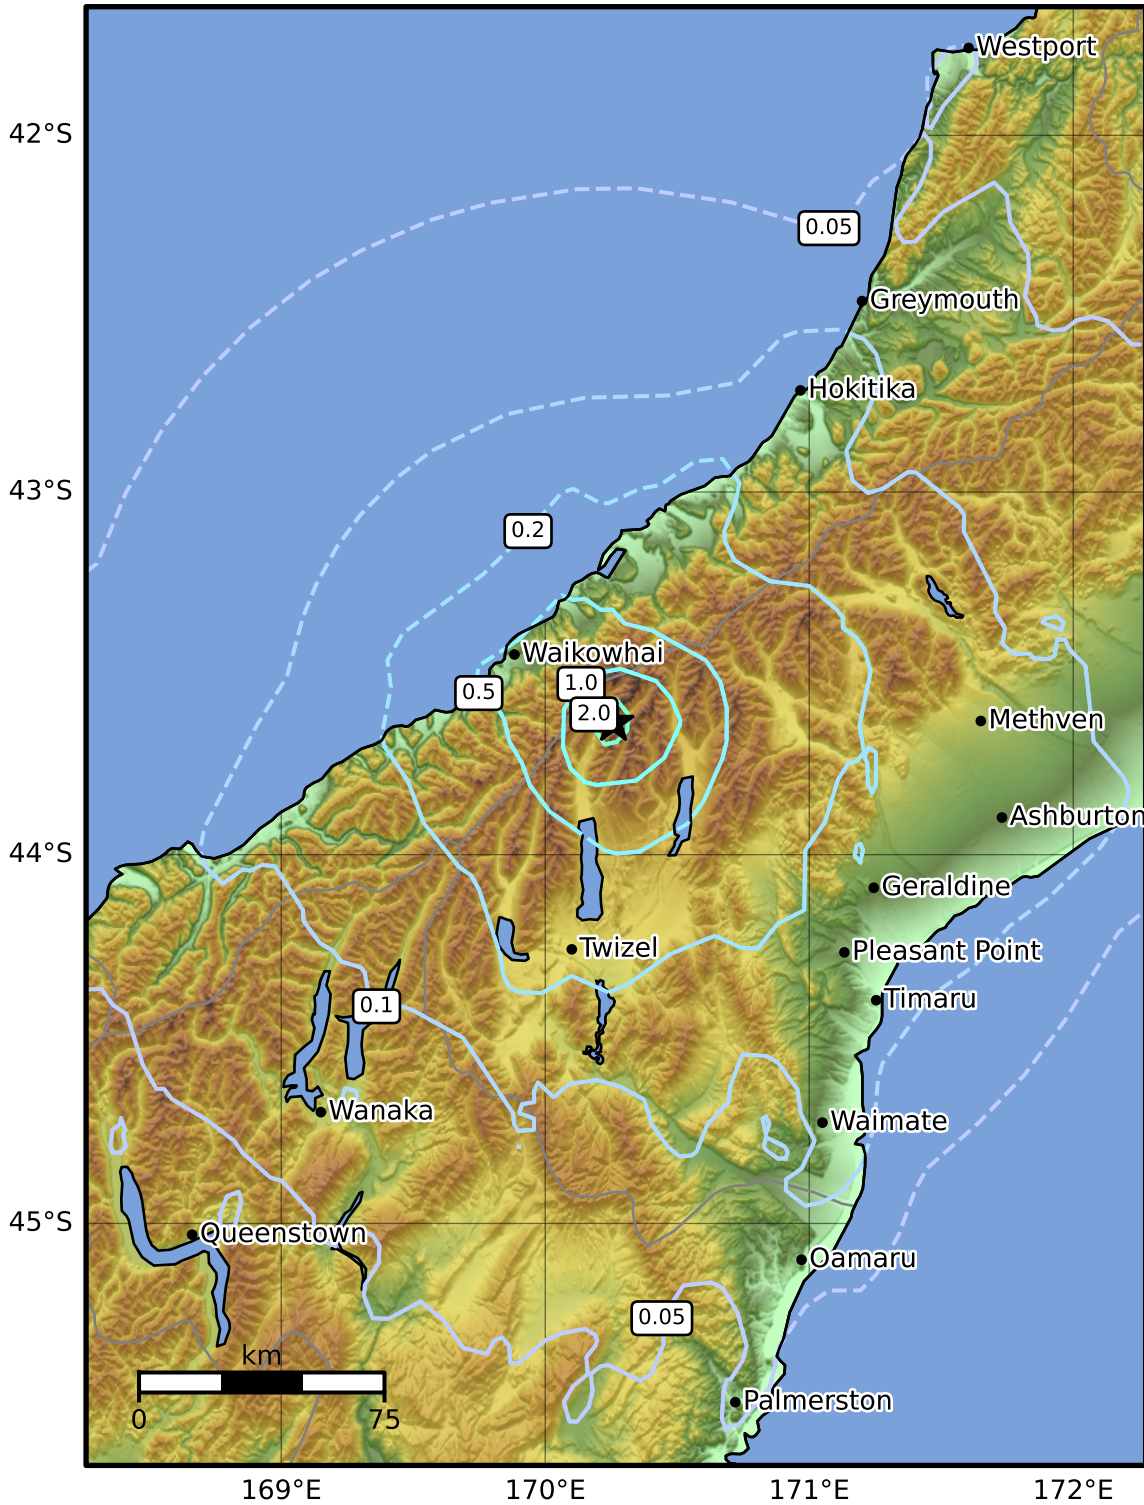 Westport
42°S
0.05
Greymouth
Hokitika
43°S
0.2
Waikowhai
1.0
0.5
2.0
Methven
Ashburton
44°S
Geraldine
Twizel
Pleasant Point
Timaru
0.1
Wanaka
Waimate
45°S
Queenstown
Oamaru
0.05
km
0
75
Palmerston
169°E
170°E
171°E
172°E